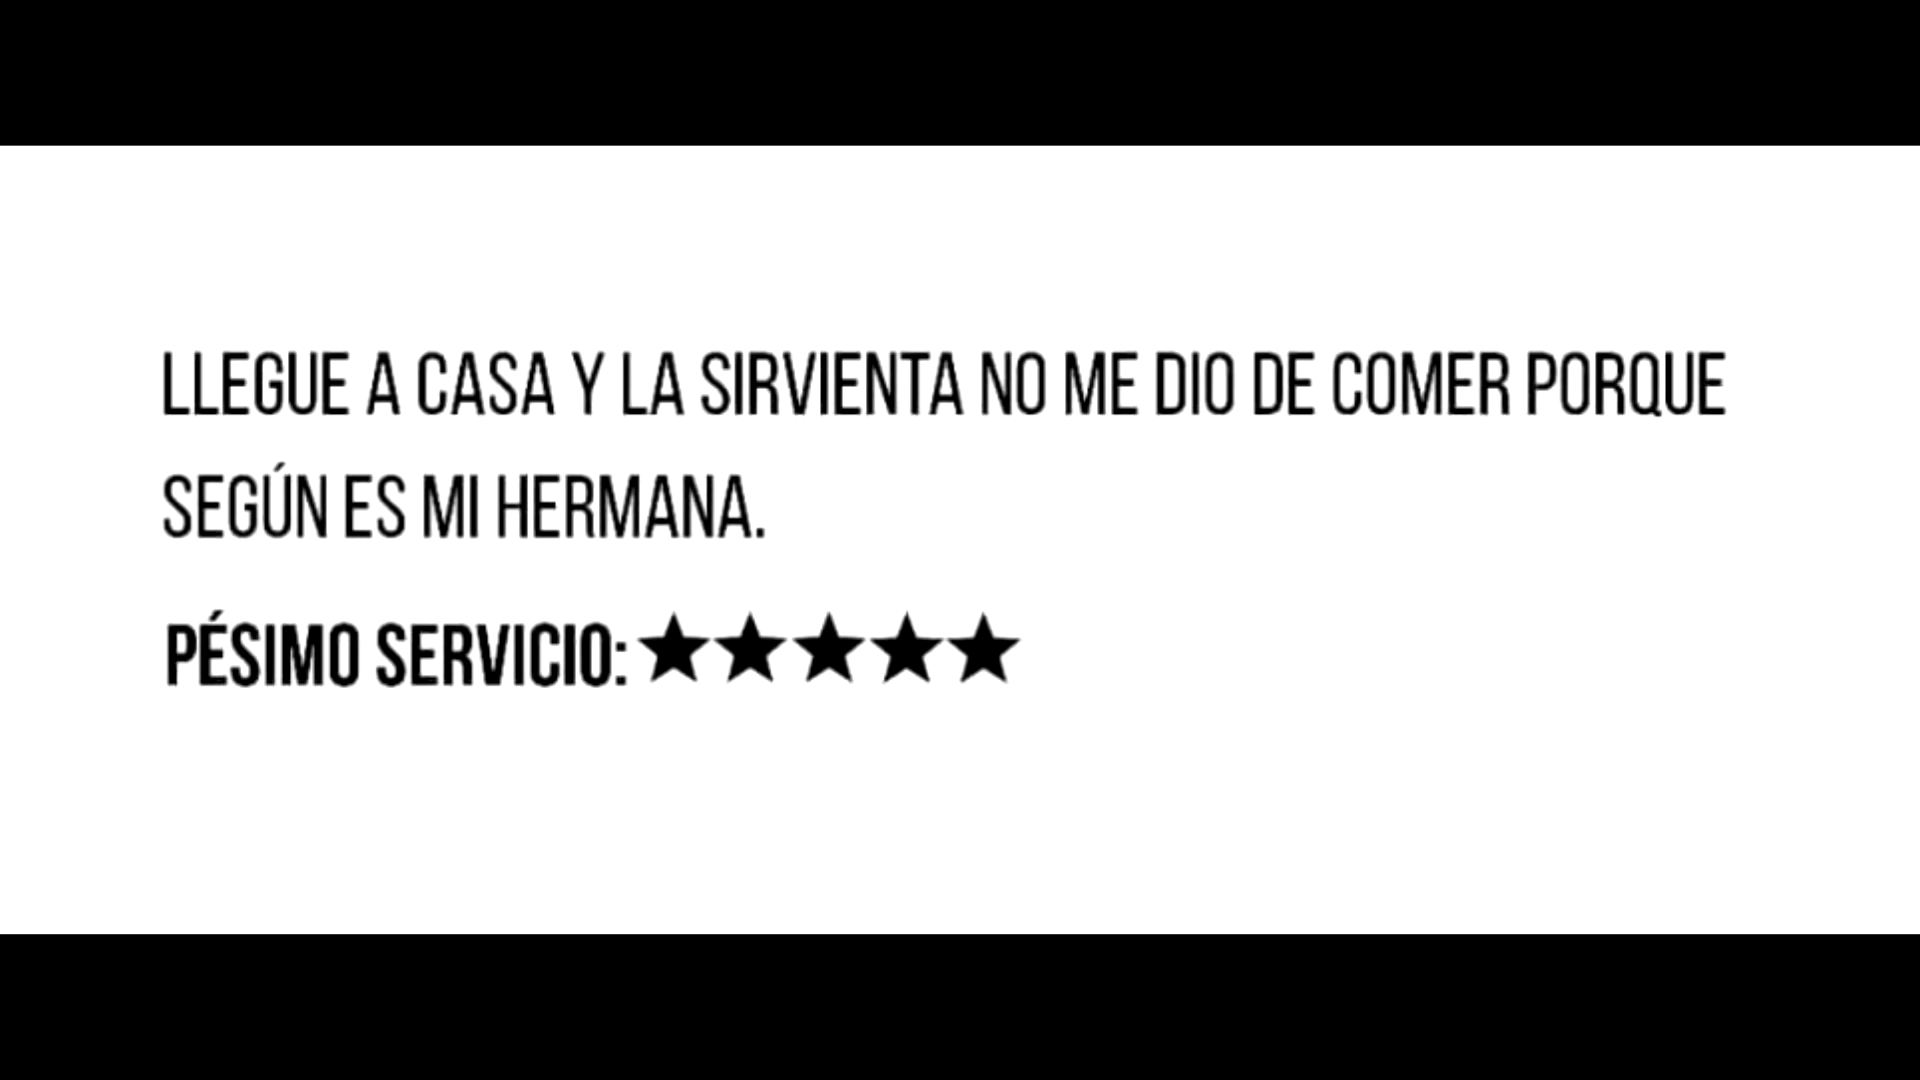 LLEGUE A CASA Y LA SIRVIENTA NO ME DIO DE COMER PORQUE
SEGÚN ES MI HERMANA.
PÉSIMO SERVICIO: ★★★★★